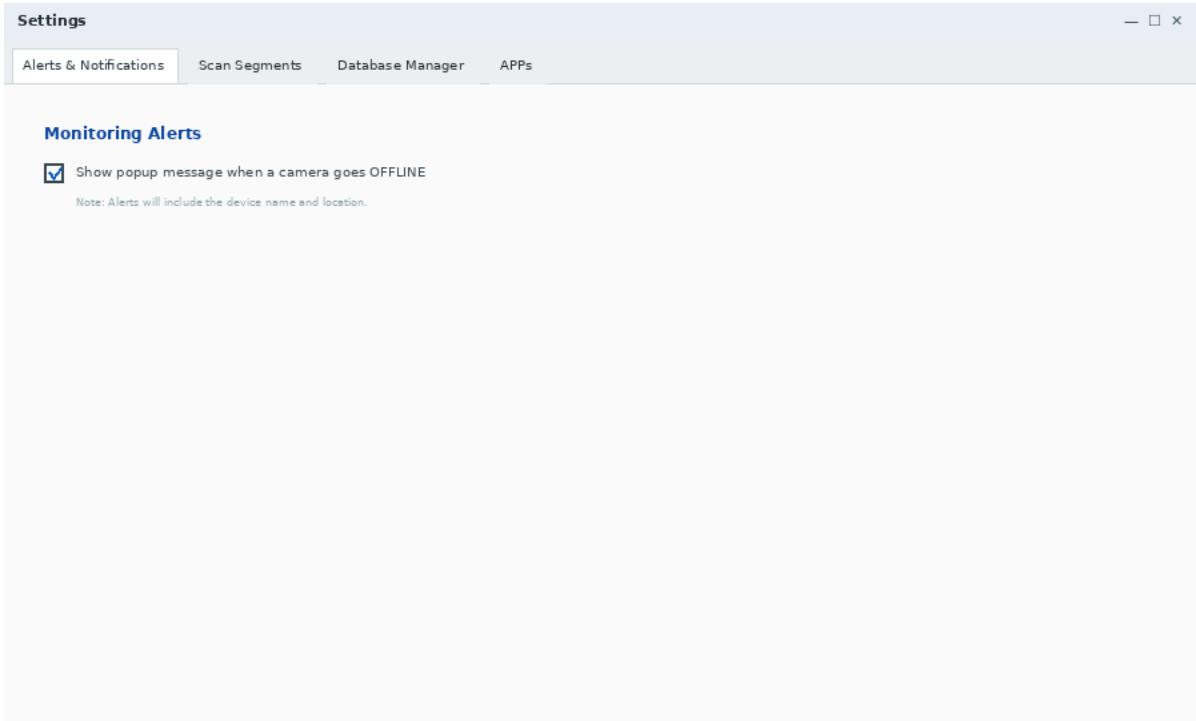 Settings
Alerts & Notifications Scan Segments Database Manager APPs
Monitoring Alerts
Show popup message when a camera goes OFFLINE
Note: Alerts will include the device name and location.